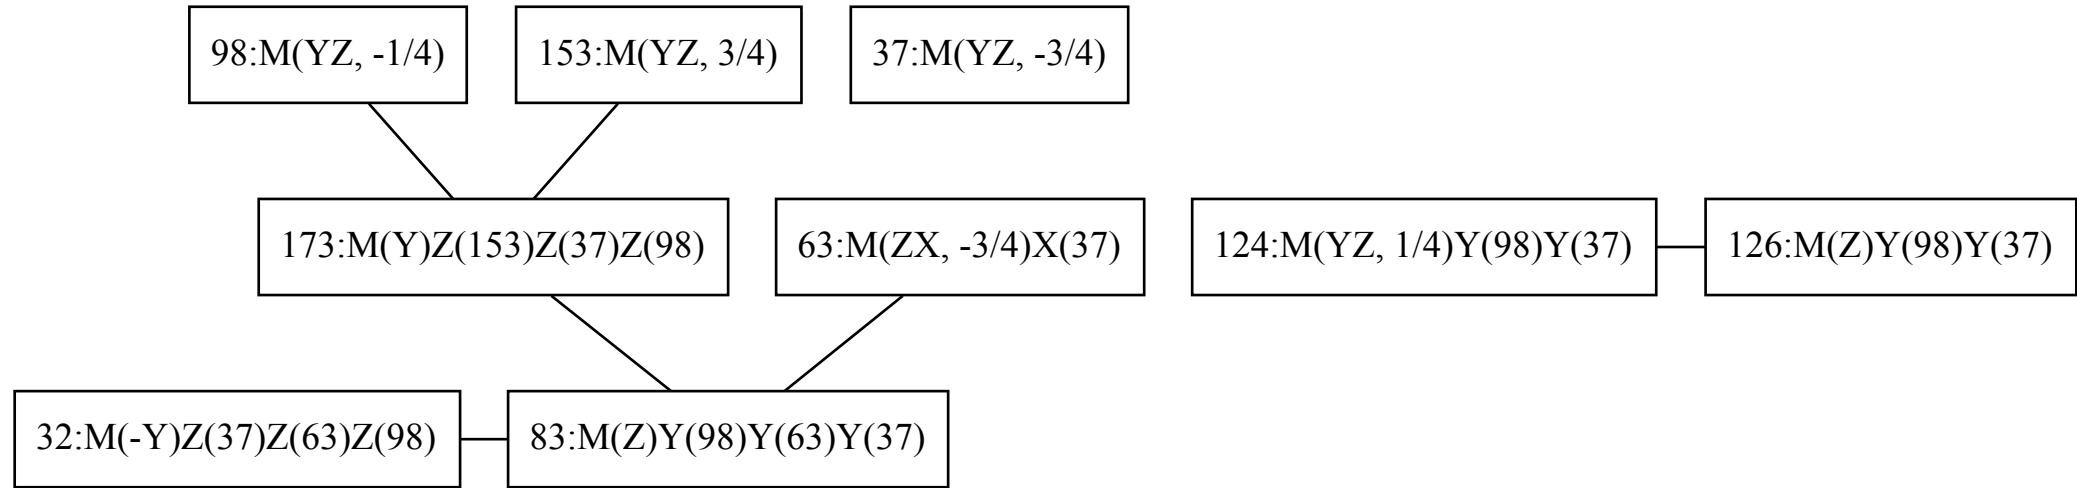 98:M(YZ, -1/4)
153:M(YZ, 3/4)
37:M(YZ, -3/4)
173:M(Y)Z(153)Z(37)Z(98)
63:M(ZX, -3/4)X(37)
124:M(YZ, 1/4)Y(98)Y(37)
126:M(Z)Y(98)Y(37)
32:M(-Y)Z(37)Z(63)Z(98)
83:M(Z)Y(98)Y(63)Y(37)